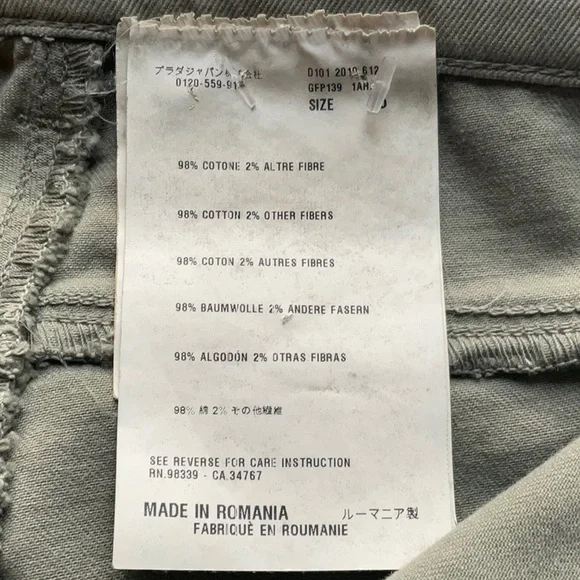 プラダジャパン株式会社
0120-559-91
D101 2019 612
GFP139 1AH
SIZE
98% COTONE 2% ALTRE FIBRE
98% COTTON 2% OTHER FIBERS
98% COTON 2% AUTRES FIBRES
98% BAUMWOLLE 2% ANDERE FASERN
98% ALGODÓN 2% OTRAS FIBRAS
98% 綿 2% その他繊維
SEE REVERSE FOR CARE INSTRUCTION
RN.98339 - CA.34767
MADE IN ROMANIA ルーマニア製
FABRIQUÈ EN ROUMANIE